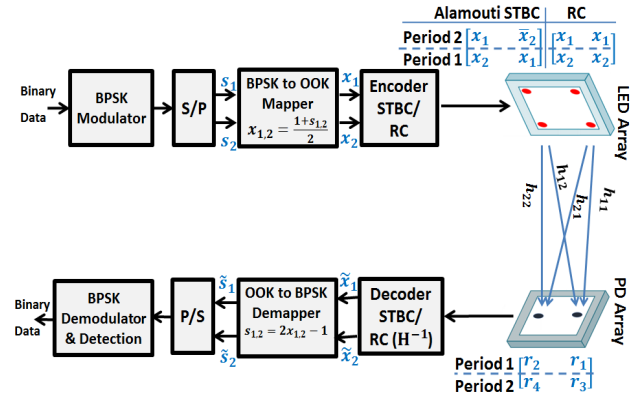 Alamouti STBC RC
Period 2 [x₁ x̄₂] [x₁ x₁]
Period 1 [x₂ x₁] [x₂ x₂]
Binary
Data
BPSK
Modulator
S/P
s₁
s₂
BPSK to OOK
Mapper
x₁,₂ = (1+s₁,₂)/2
x₁
x₂
Encoder
STBC/
RC
LED Array
h₂₂
h₁₂
h₂₁
h₁₁
Binary
Data
BPSK
Demodulator
& Detection
P/S
s̃₁
s̃₂
OOK to BPSK
Demapper
s₁,₂ = 2x₁,₂ − 1
x̃₁
x̃₂
Decoder
STBC/
RC (H⁻¹)
PD Array
Period 1 [r₂ r₁]
Period 2 [r₄ r₃]